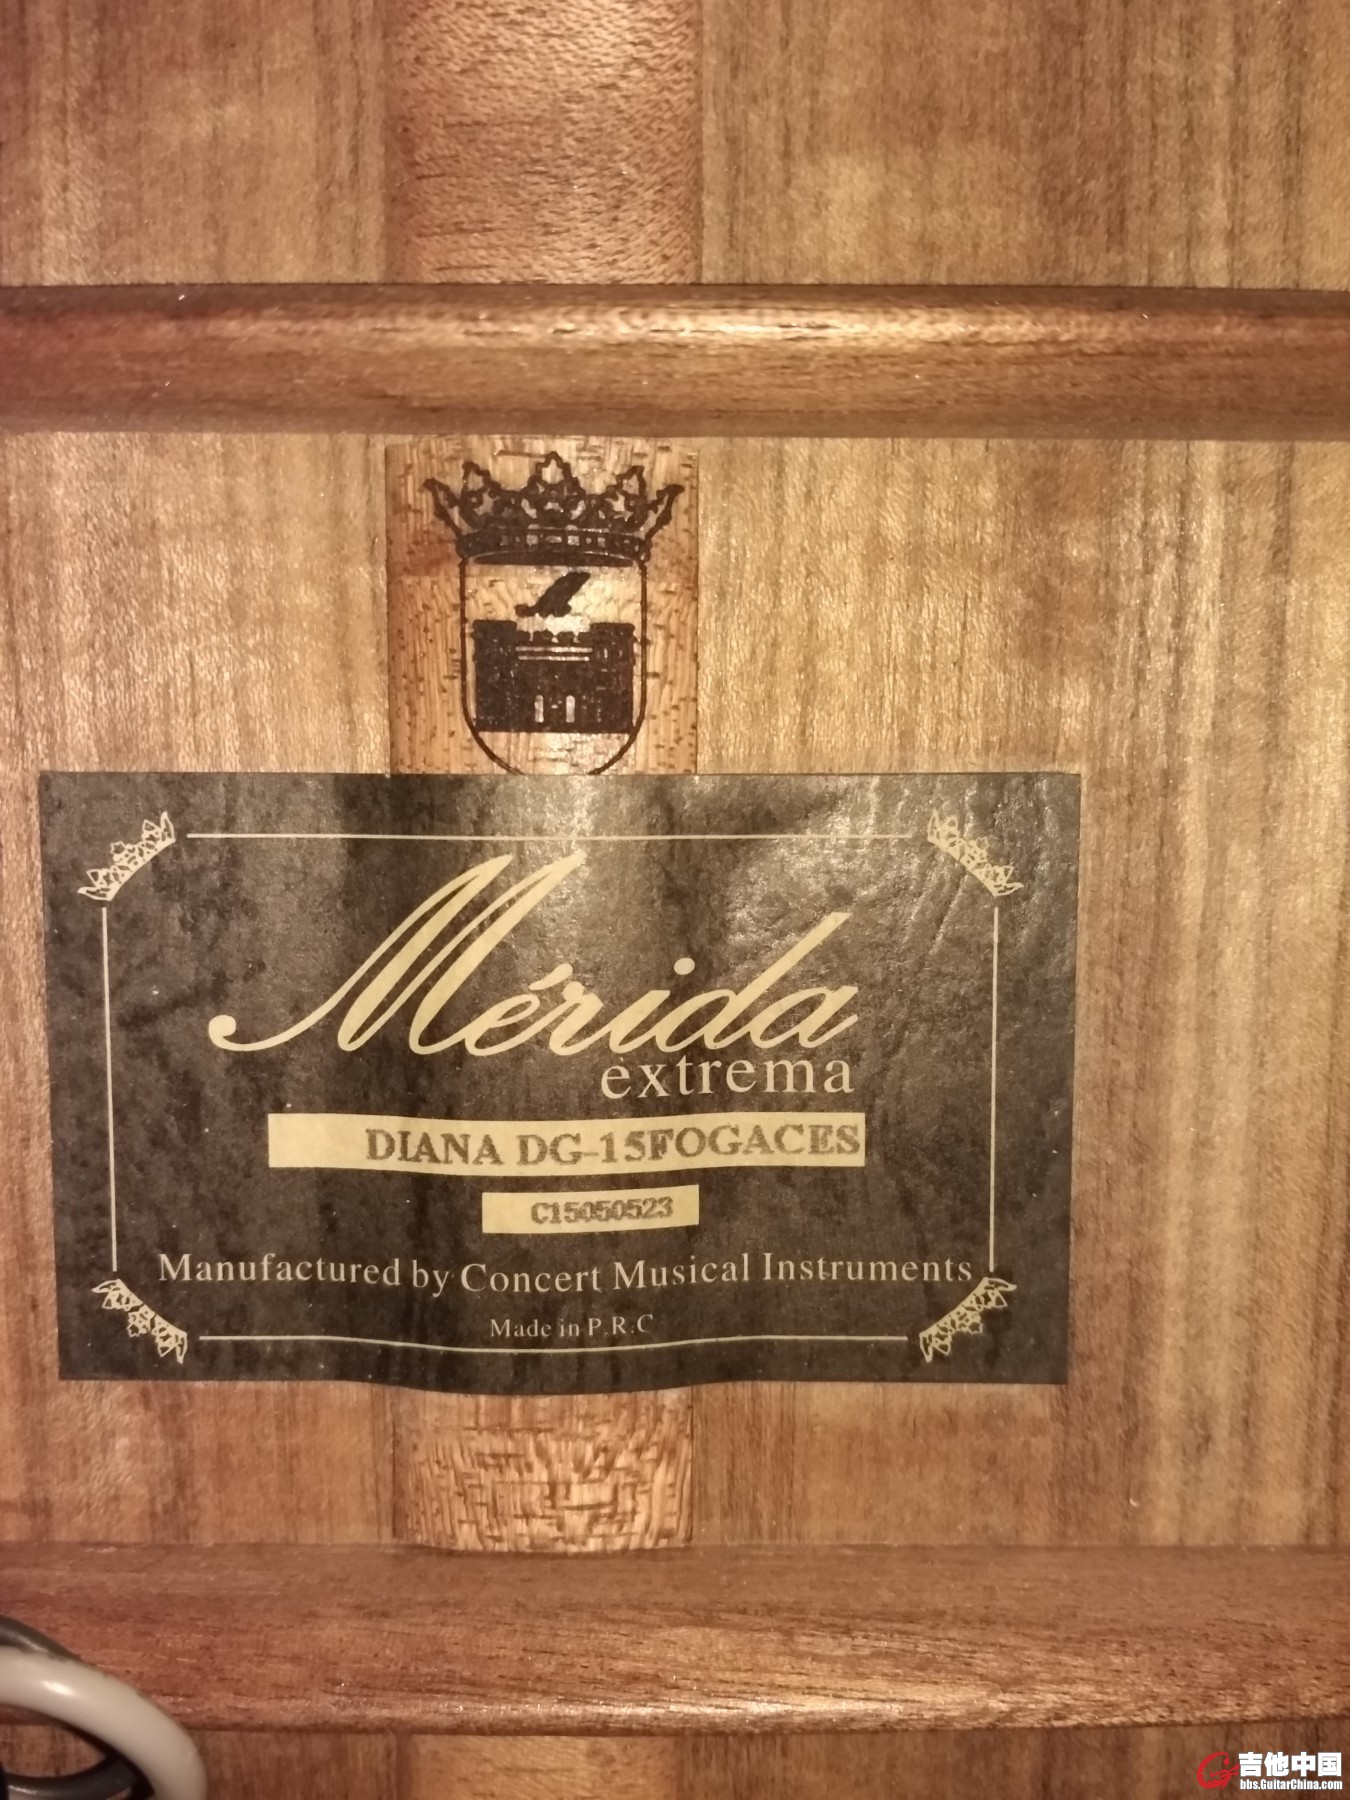 Mérida
extrema
DIANA DG-15FOGACES
C15050523
Manufactured by Concert Musical Instruments
Made in P.R.C
吉他中国
bbs.GuitarChina.com